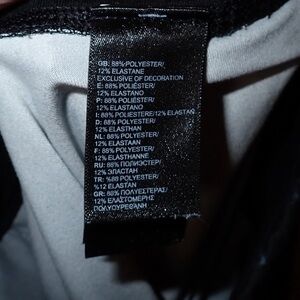 GB: 88% POLYESTER/
12% ELASTANE
EXCLUSIVE OF DECORATION
E: 88% POLIÉSTER/
12% ELASTANO
P: 88% POLIÉSTER/
12% ELASTANO
I: 88% POLIESTERE/12% ELASTAN
D: 88% POLYESTER/
12% ELASTHAN
NL: 88% POLYESTER/
12% ELASTAAN
F: 88% POLYESTER/
12% ELASTHANNE
RU: 88% ПОЛИЭСТЕР/
12% ЭЛАСТАН
TR: %88 POLYESTER/
%12 ELASTAN
GR: 88% ΠΟΛΥΕΣΤΕΡΑΣ/
12% ΕΛΑΣΤΟΜΕΡΗΣ
ΠΟΛΥΟΥΡΕΘΑΝΗ